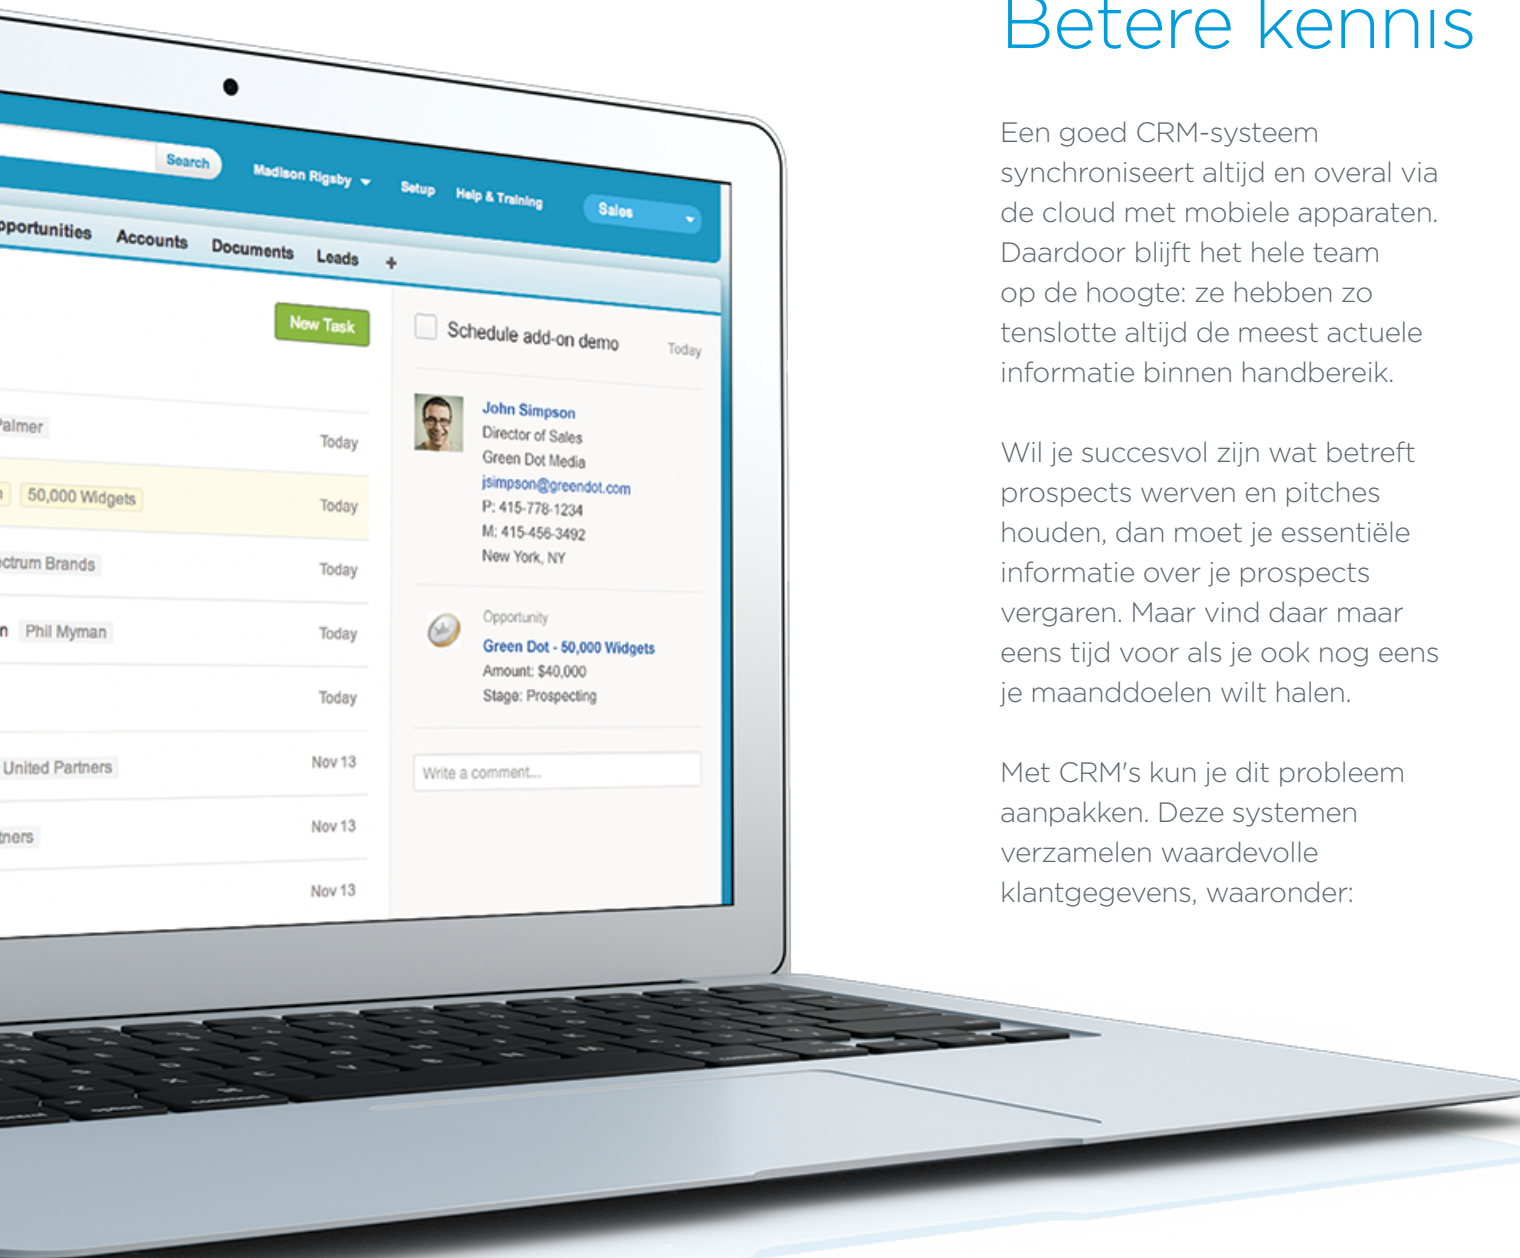 Betere kennis
Een goed CRM-systeem
synchroniseert altijd en overal via
de cloud met mobiele apparaten.
Daardoor blijft het hele team
op de hoogte: ze hebben zo
tenslotte altijd de meest actuele
informatie binnen handbereik.
Wil je succesvol zijn wat betreft
prospects werven en pitches
houden, dan moet je essentiële
informatie over je prospects
vergaren. Maar vind daar maar
eens tijd voor als je ook nog eens
je maanddoelen wilt halen.
Met CRM's kun je dit probleem
aanpakken. Deze systemen
verzamelen waardevolle
klantgegevens, waaronder:
Search
Madison Rigsby
Setup
Help & Training
Sales
Accounts
Documents
Leads
+
New Task
Palmer
Today
50,000 Widgets
Today
Brands
Today
Phil Myman
Today
Today
United Partners
Nov 13
Nov 13
Nov 13
Schedule add-on demo
Today
John Simpson
Director of Sales
Green Dot Media
jsimpson@greendot.com
P: 415-778-1234
M: 415-456-3492
New York, NY
Opportunity
Green Dot - 50,000 Widgets
Amount: $40,000
Stage: Prospecting
Write a comment...
option
command